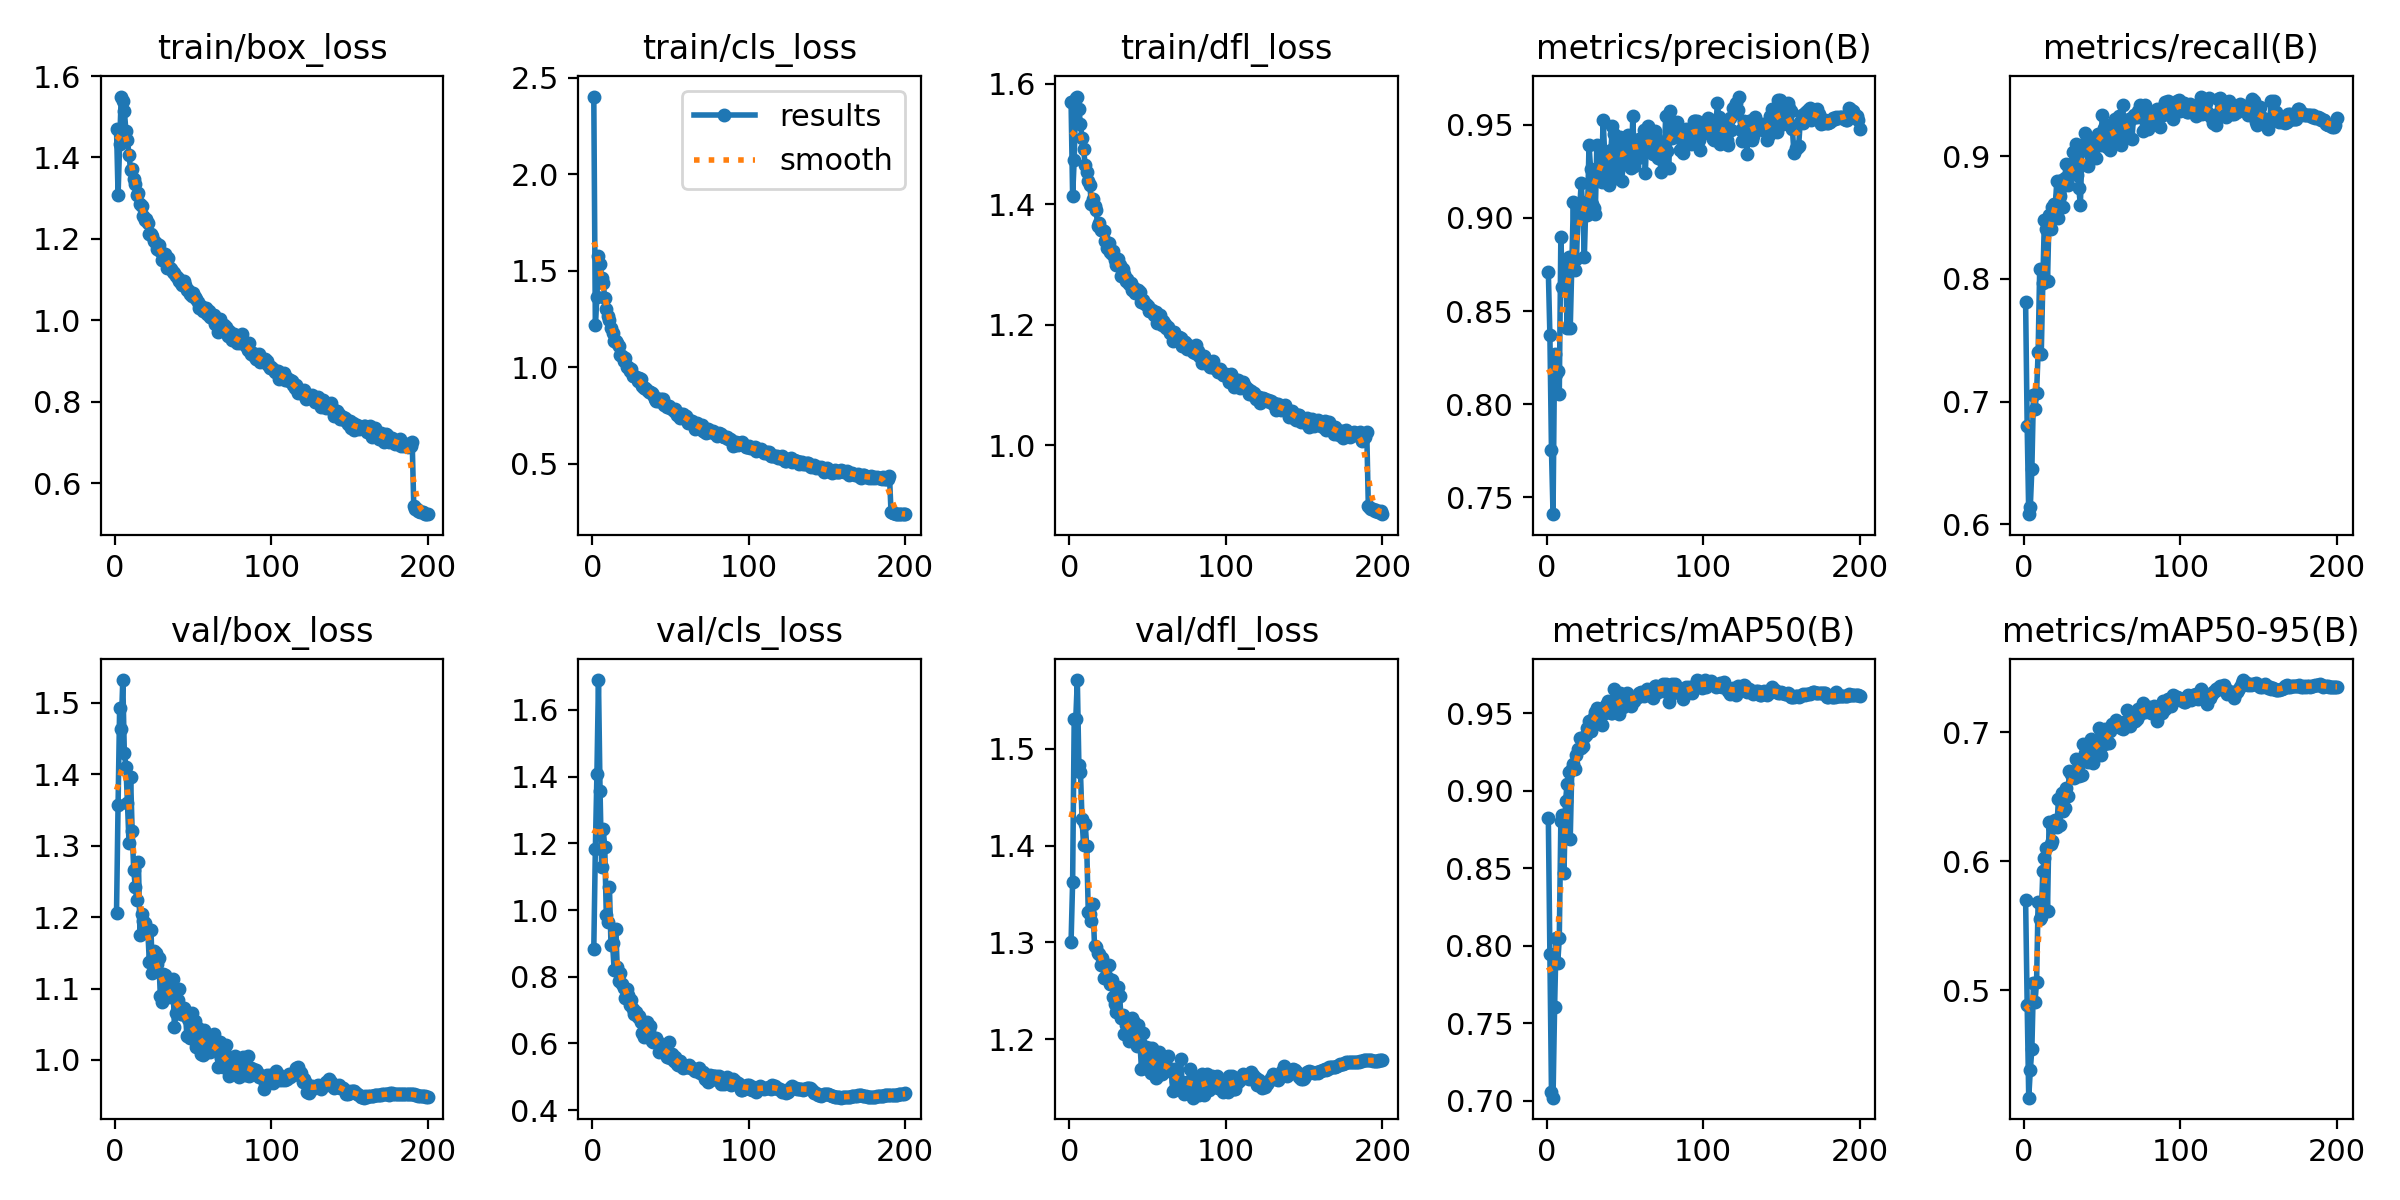 train/box_loss
1.6
1.4
1.2
1.0
0.8
0.6
0 100 200
train/cls_loss
2.5
2.0
1.5
1.0
0.5
0 100 200
results
smooth
train/dfl_loss
1.6
1.4
1.2
1.0
0 100 200
metrics/precision(B)
0.95
0.90
0.85
0.80
0.75
0 100 200
metrics/recall(B)
0.9
0.8
0.7
0.6
0 100 200
val/box_loss
1.5
1.4
1.3
1.2
1.1
1.0
0 100 200
val/cls_loss
1.6
1.4
1.2
1.0
0.8
0.6
0.4
0 100 200
val/dfl_loss
1.5
1.4
1.3
1.2
0 100 200
metrics/mAP50(B)
0.95
0.90
0.85
0.80
0.75
0.70
0 100 200
metrics/mAP50-95(B)
0.7
0.6
0.5
0 100 200